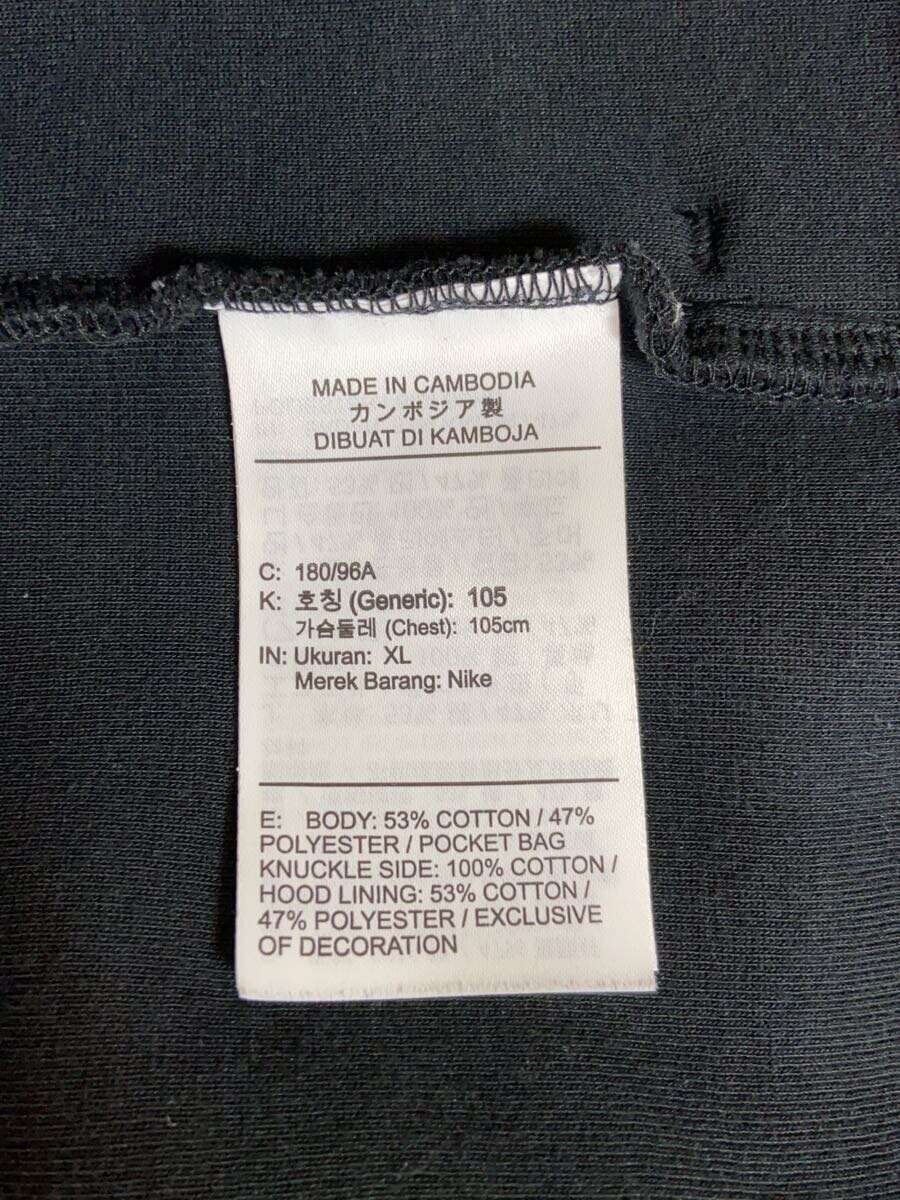 MADE IN CAMBODIA
カンボジア製
DIBUAT DI KAMBOJA
C: 180/96A
K: 호칭 (Generic): 105
가슴둘레 (Chest): 105cm
IN: Ukuran: XL
Merek Barang: Nike
E: BODY: 53% COTTON / 47%
POLYESTER / POCKET BAG
KNUCKLE SIDE: 100% COTTON /
HOOD LINING: 53% COTTON /
47% POLYESTER / EXCLUSIVE
OF DECORATION